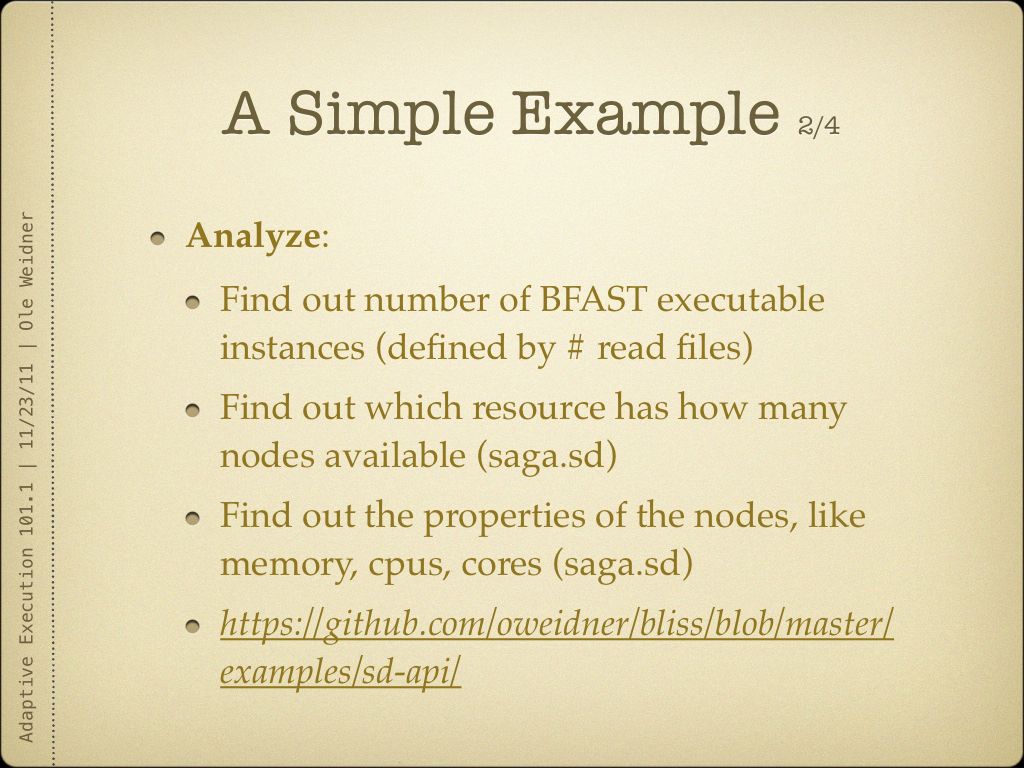 A Simple Example 2/4
Analyze:
Find out number of BFAST executable
instances (defined by # read files)
Find out which resource has how many
nodes available (saga.sd)
Find out the properties of the nodes, like
memory, cpus, cores (saga.sd)
https://github.com/oweidner/bliss/blob/master/
examples/sd-api/
Adaptive Execution 101.1 | 11/23/11 | Ole Weidner